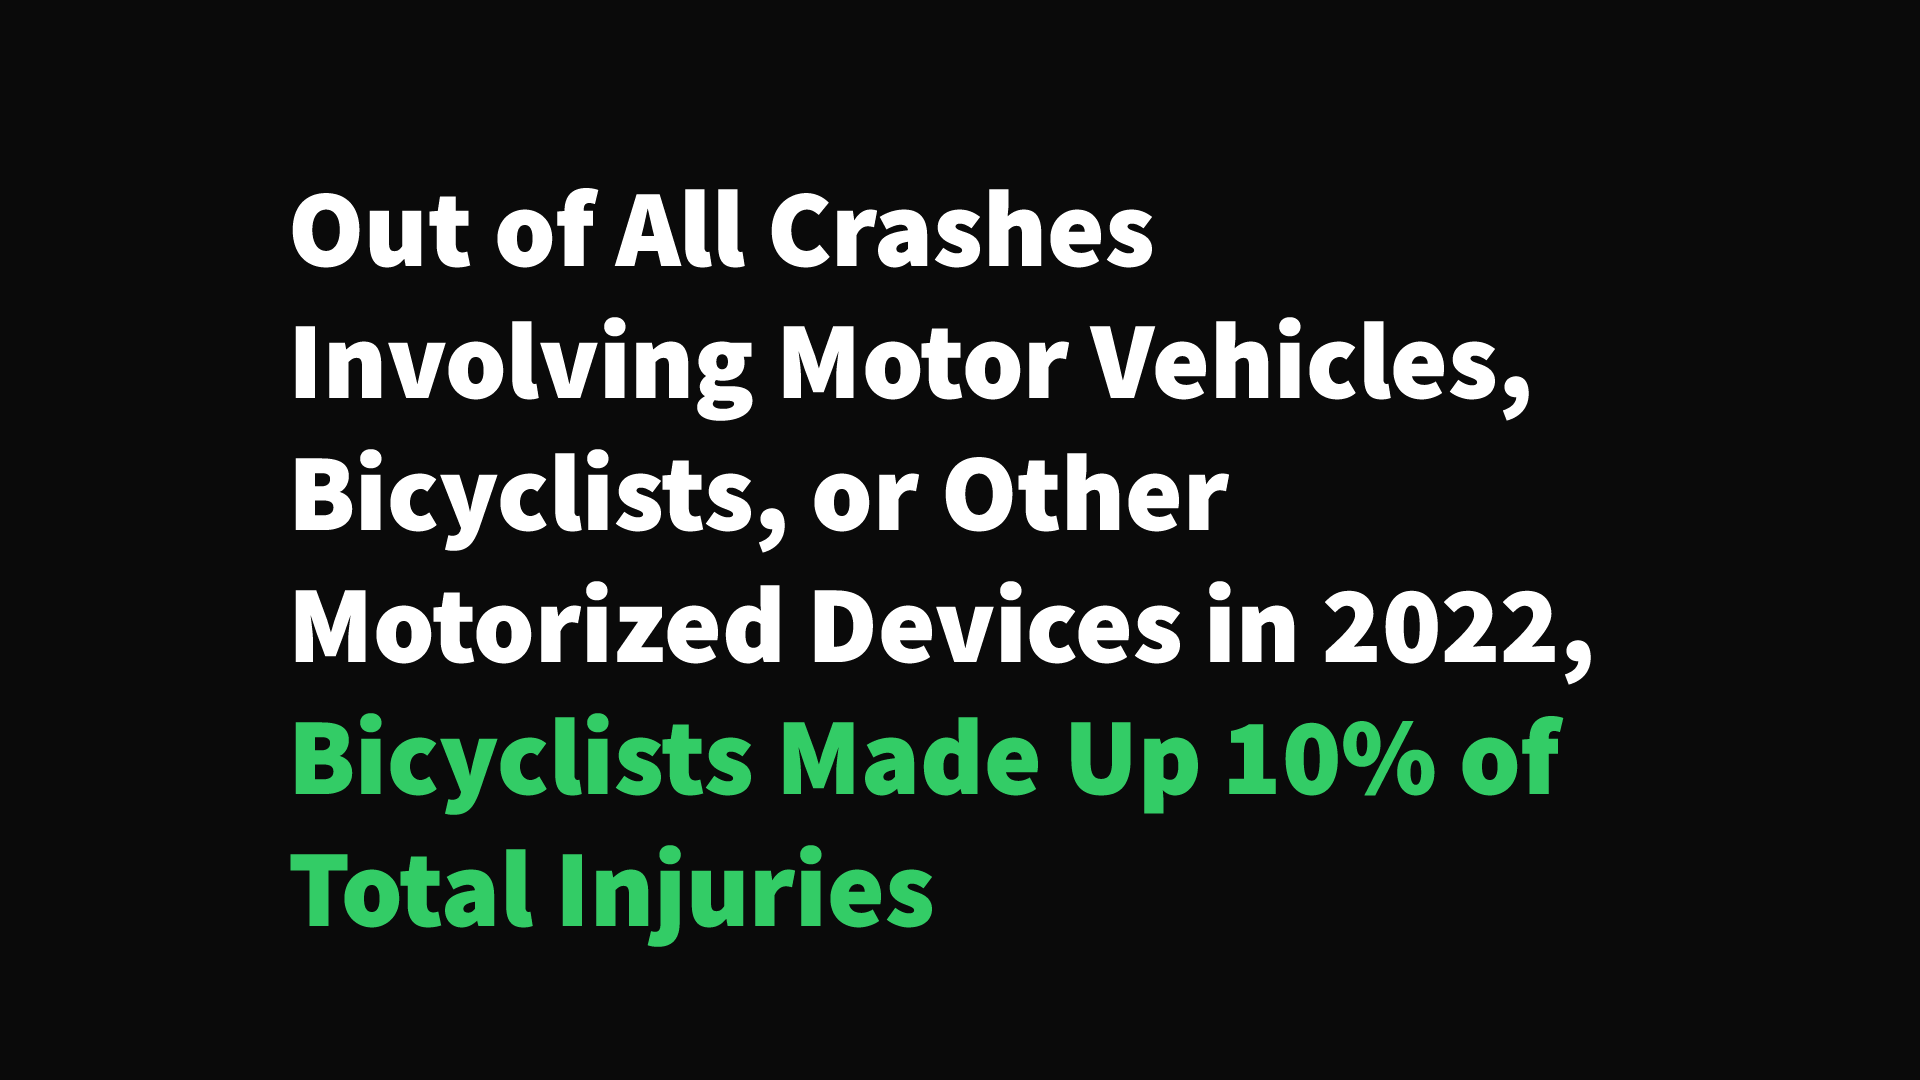 Out of All Crashes
Involving Motor Vehicles,
Bicyclists, or Other
Motorized Devices in 2022,
Bicyclists Made Up 10% of
Total Injuries